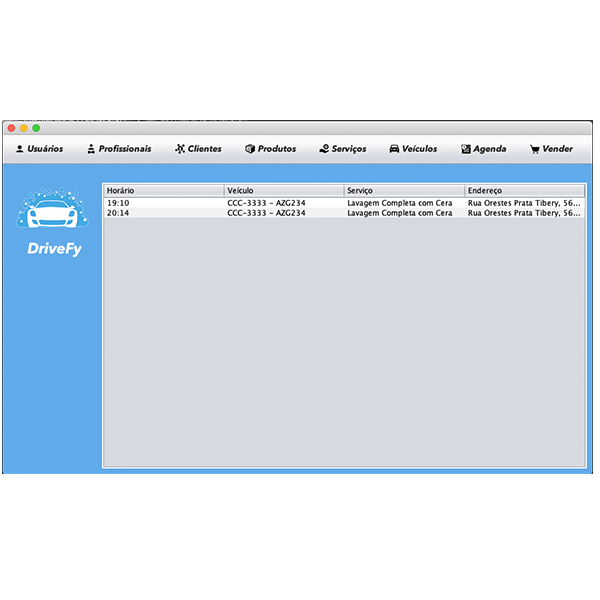 Usuários Profissionais Clientes Produtos Serviços Veículos Agenda Vender
DriveFy
Horário Veículo Serviço Endereço
19:10 CCC-3333 - AZG234 Lavagem Completa com Cera Rua Orestes Prata Tibery, 56...
20:14 CCC-3333 - AZG234 Lavagem Completa com Cera Rua Orestes Prata Tibery, 56...